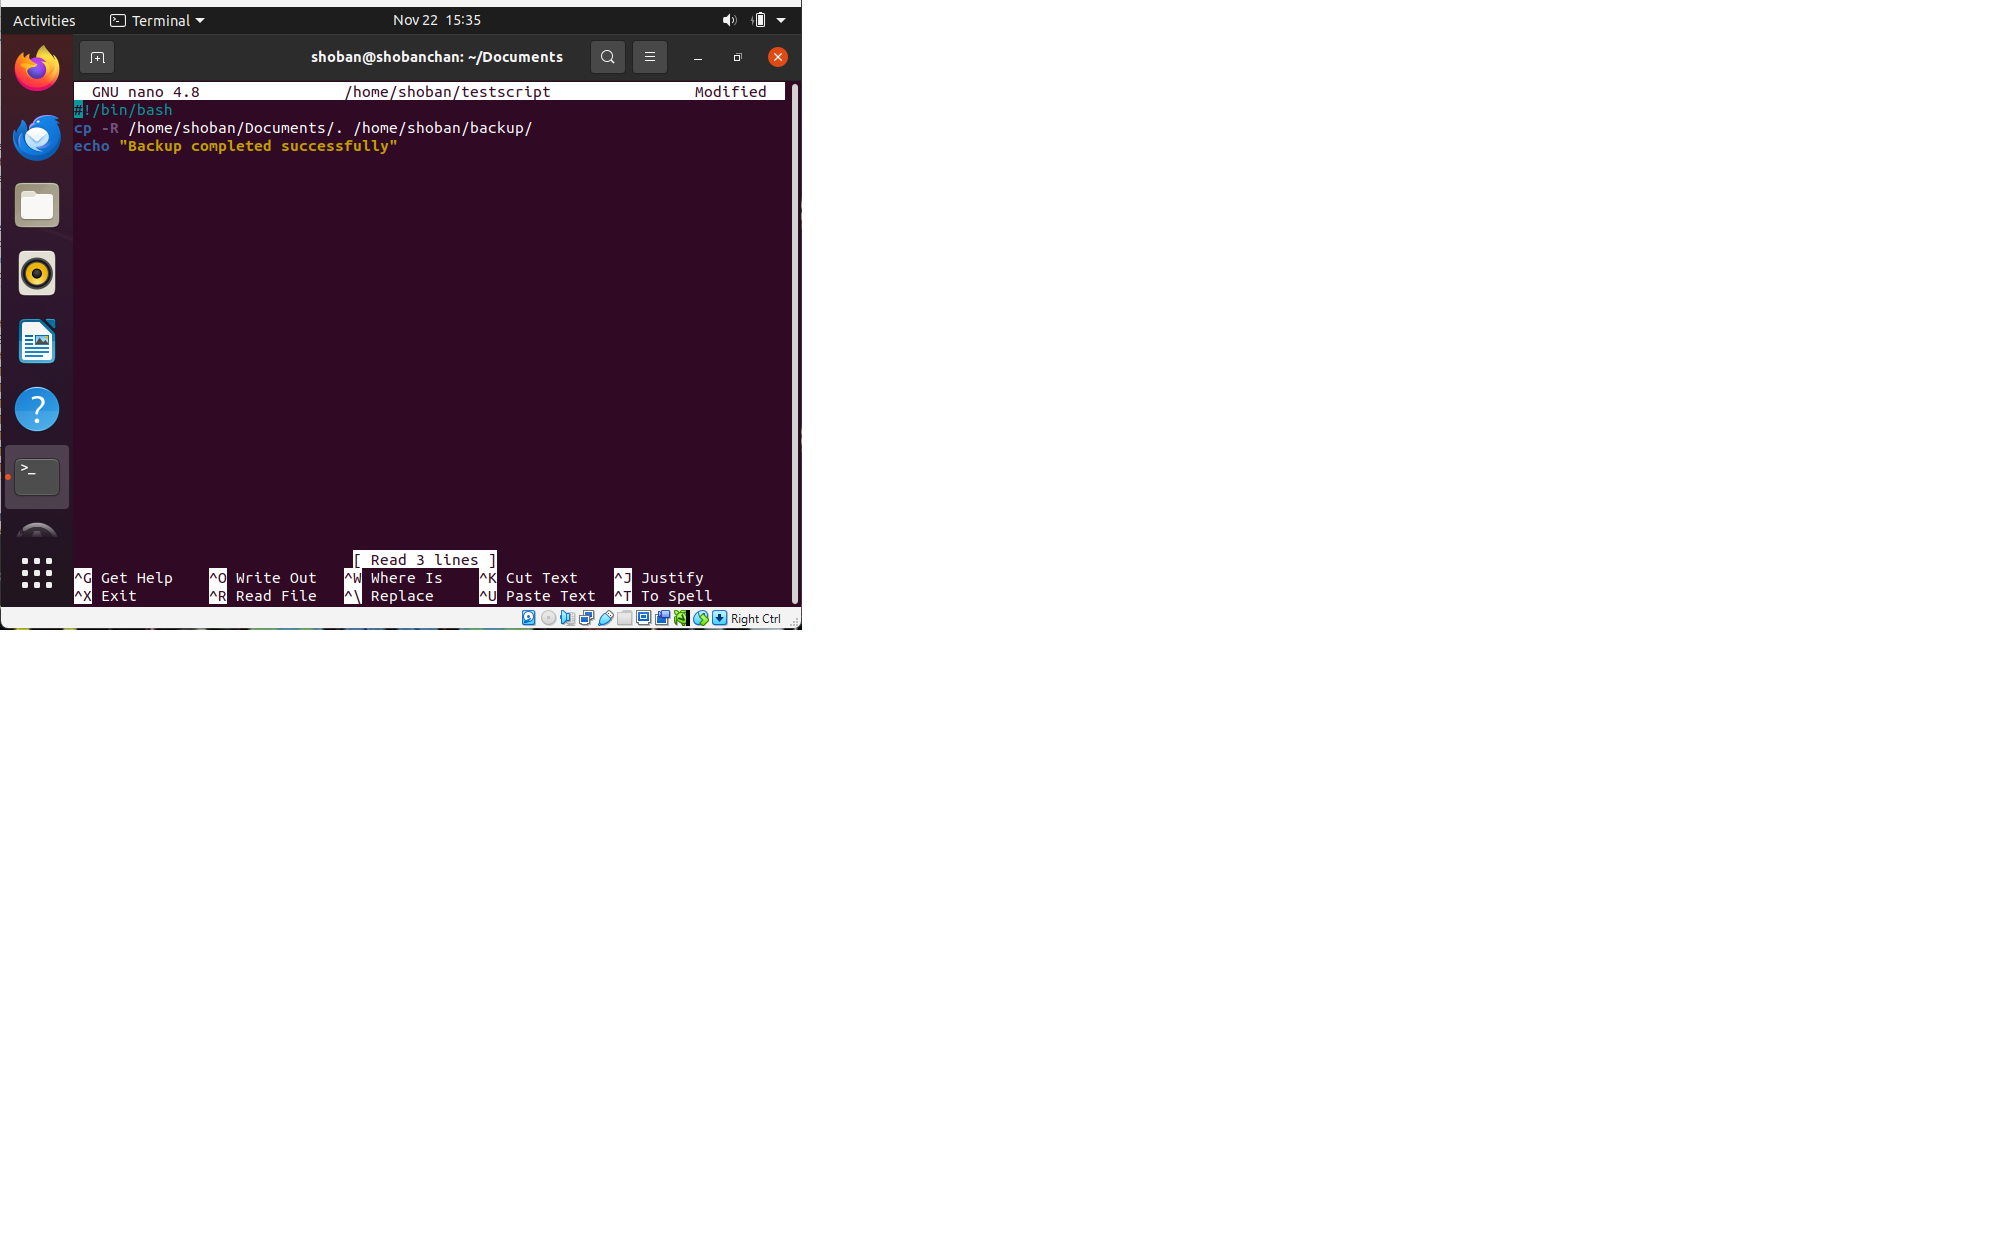 Activities Terminal Nov 22 15:35
shoban@shobanchan: ~/Documents
GNU nano 4.8 /home/shoban/testscript Modified
#!/bin/bash
cp -R /home/shoban/Documents/. /home/shoban/backup/
echo "Backup completed successfully"
[ Read 3 lines ]
^G Get Help ^O Write Out ^W Where Is ^K Cut Text ^J Justify
^X Exit ^R Read File ^\ Replace ^U Paste Text ^T To Spell
Right Ctrl